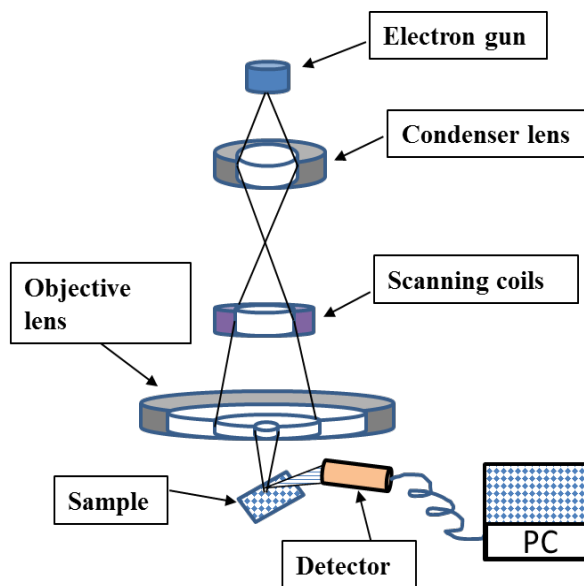 Electron gun
Condenser lens
Scanning coils
Objective
lens
Sample
Detector
PC